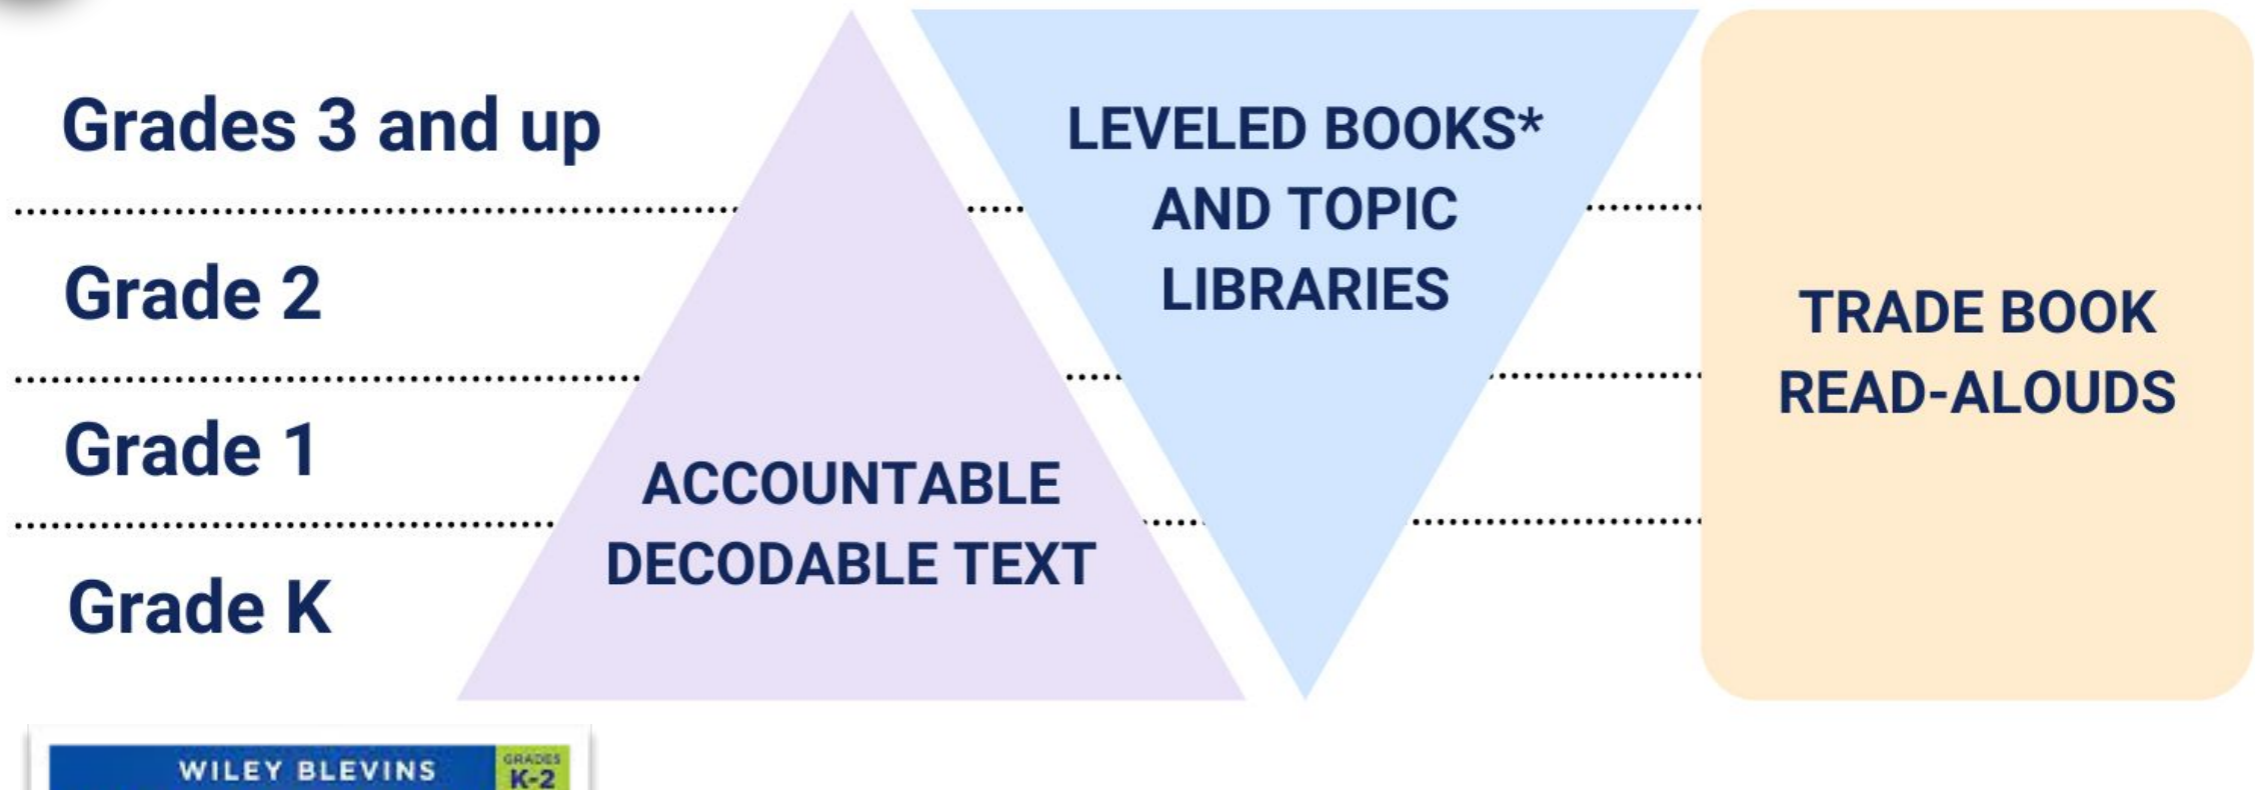 Grades 3 and up
Grade 2
Grade 1
Grade K
ACCOUNTABLE
DECODABLE TEXT
LEVELED BOOKS*
AND TOPIC
LIBRARIES
TRADE BOOK
READ-ALOUDS
WILEY BLEVINS
GRADES
K-2